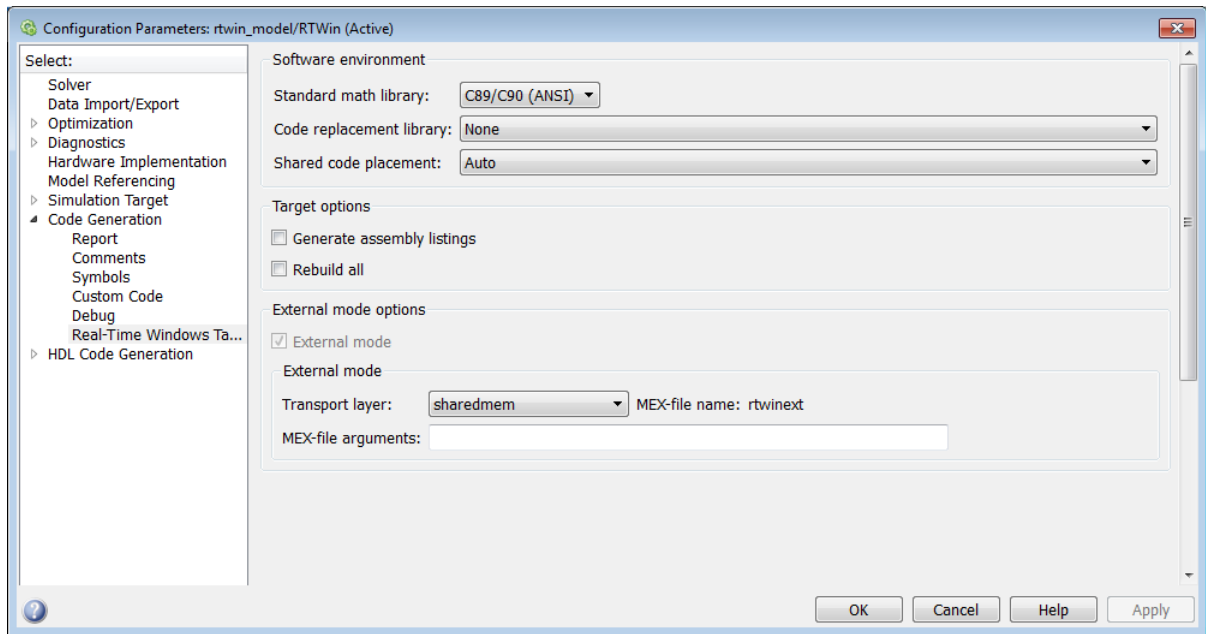 Configuration Parameters: rtwin_model/RTWin (Active)
Select:
Solver
Data Import/Export
Optimization
Diagnostics
Hardware Implementation
Model Referencing
Simulation Target
Code Generation
Report
Comments
Symbols
Custom Code
Debug
Real-Time Windows Ta...
HDL Code Generation
Software environment
Standard math library: C89/C90 (ANSI)
Code replacement library: None
Shared code placement: Auto
Target options
Generate assembly listings
Rebuild all
External mode options
External mode
External mode
Transport layer: sharedmem MEX-file name: rtwinext
MEX-file arguments:
OK Cancel Help Apply